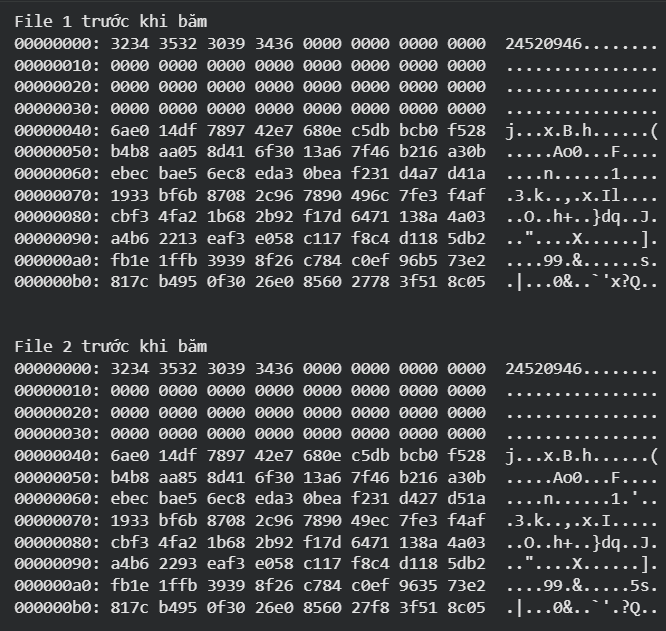 File 1 trước khi băm
00000000: 3234 3532 3039 3436 0000 0000 0000 0000  24520946........
00000010: 0000 0000 0000 0000 0000 0000 0000 0000  ................
00000020: 0000 0000 0000 0000 0000 0000 0000 0000  ................
00000030: 0000 0000 0000 0000 0000 0000 0000 0000  ................
00000040: 6ae0 14df 7897 42e7 680e c5db bcb0 f528  j...x.B.h......(
00000050: b4b8 aa05 8d41 6f30 13a6 7f46 b216 a30b  .....Ao0...F....
00000060: ebec bae5 6ec8 eda3 0bea f231 d4a7 d41a  ....n......1....
00000070: 1933 bf6b 8708 2c96 7890 496c 7fe3 f4af  .3.k..,.x.Il....
00000080: cbf3 4fa2 1b68 2b92 f17d 6471 138a 4a03  ..O..h+..}dq..J.
00000090: a4b6 2213 eaf3 e058 c117 f8c4 d118 5db2  .."....X......].
000000a0: fb1e 1ffb 3939 8f26 c784 c0ef 96b5 73e2  ....99.&......s.
000000b0: 817c b495 0f30 26e0 8560 2778 3f51 8c05  .|...0&..`'x?Q..
File 2 trước khi băm
00000000: 3234 3532 3039 3436 0000 0000 0000 0000  24520946........
00000010: 0000 0000 0000 0000 0000 0000 0000 0000  ................
00000020: 0000 0000 0000 0000 0000 0000 0000 0000  ................
00000030: 0000 0000 0000 0000 0000 0000 0000 0000  ................
00000040: 6ae0 14df 7897 42e7 680e c5db bcb0 f528  j...x.B.h......(
00000050: b4b8 aa85 8d41 6f30 13a6 7f46 b216 a30b  .....Ao0...F....
00000060: ebec bae5 6ec8 eda3 0bea f231 d427 d51a  ....n......1.'..
00000070: 1933 bf6b 8708 2c96 7890 49ec 7fe3 f4af  .3.k..,.x.I.....
00000080: cbf3 4fa2 1b68 2b92 f17d 6471 138a 4a03  ..O..h+..}dq..J.
00000090: a4b6 2293 eaf3 e058 c117 f8c4 d118 5db2  .."....X......].
000000a0: fb1e 1ffb 3939 8f26 c784 c0ef 9635 73e2  ....99.&.....5s.
000000b0: 817c b495 0f30 26e0 8560 27f8 3f51 8c05  .|...0&..`'.?Q..